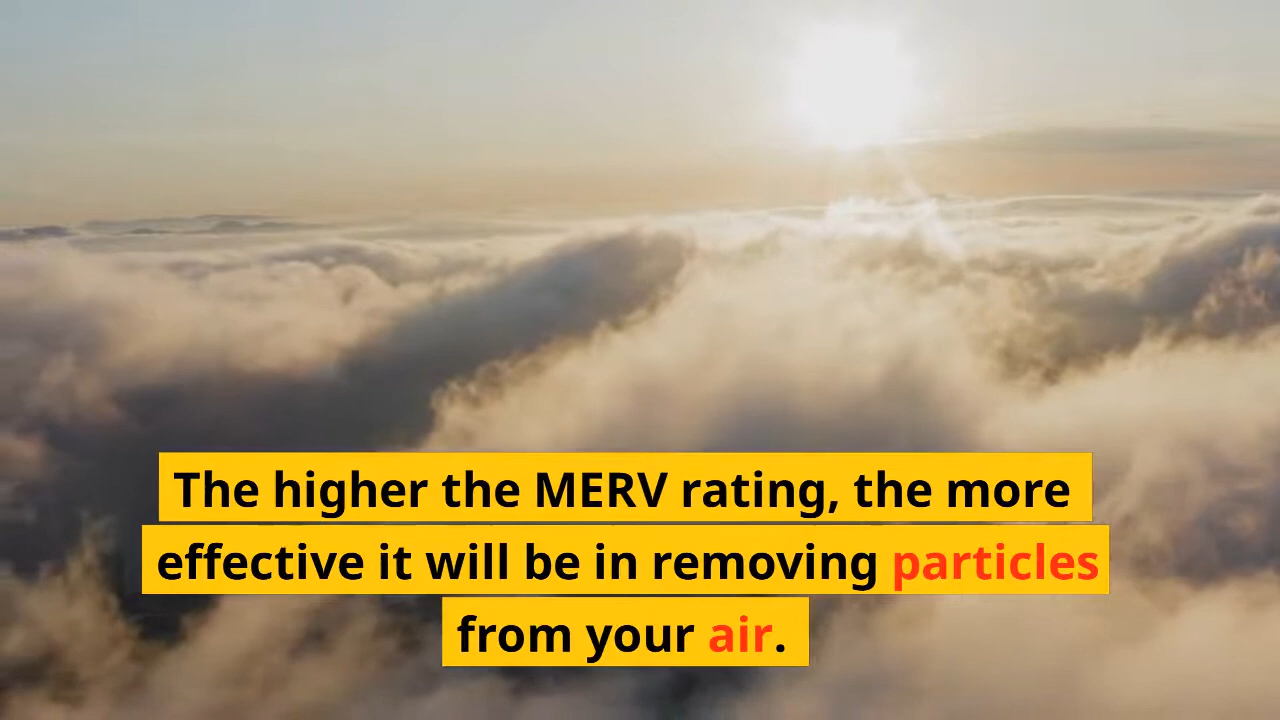 The higher the MERV rating, the more
effective it will be in removing particles
from your air.